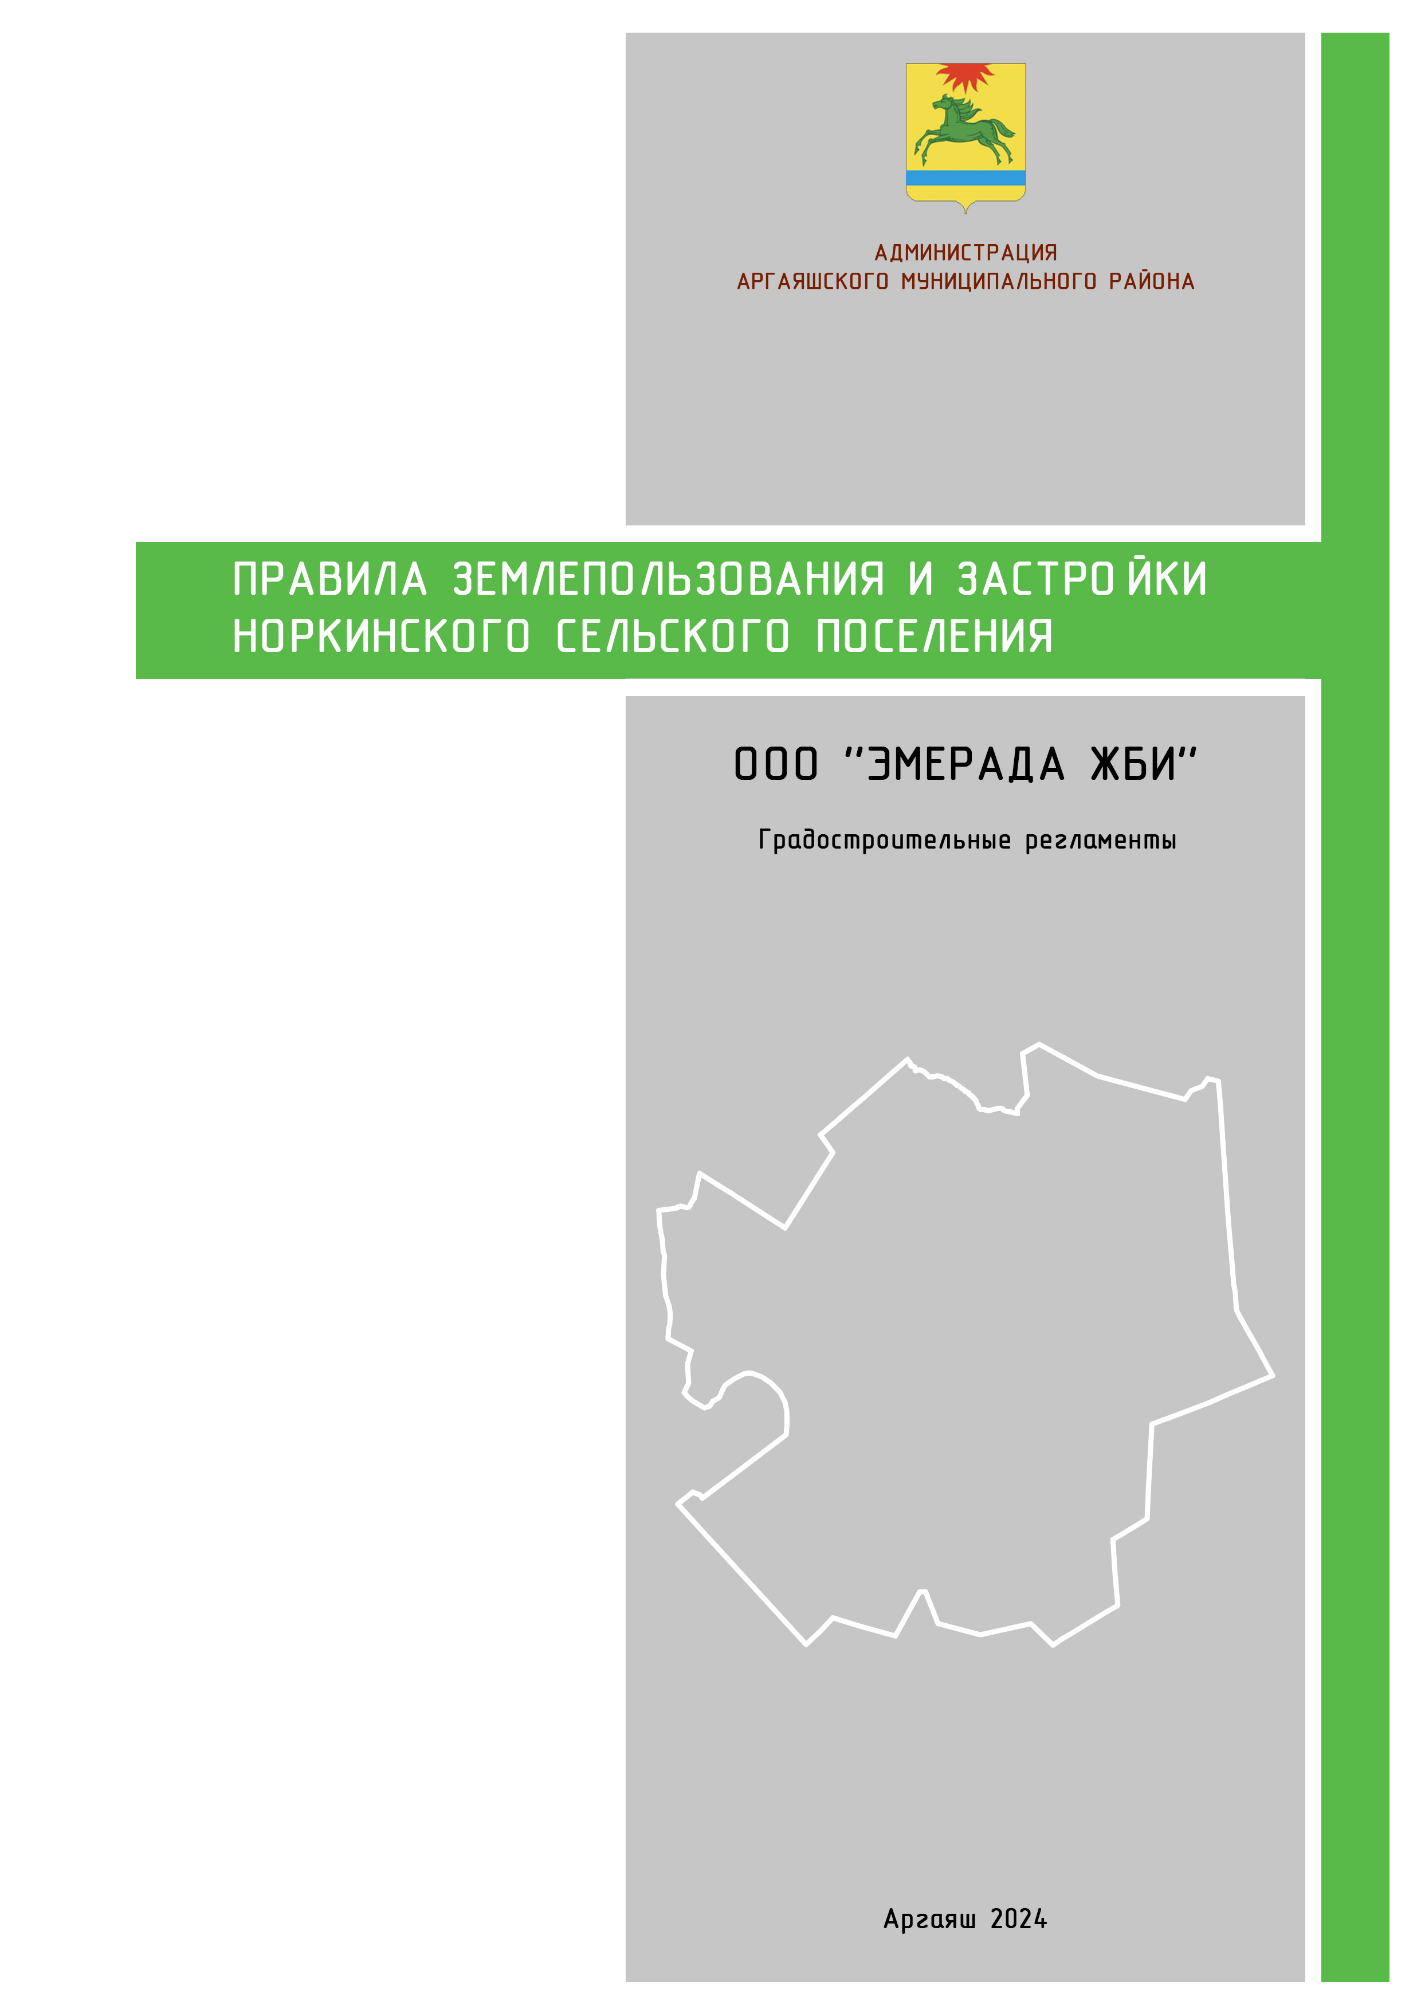 АДМИНИСТРАЦИЯ
АРГАЯШСКОГО МУНИЦИПАЛЬНОГО РАЙОНА
ПРАВИЛА ЗЕМЛЕПОЛЬЗОВАНИЯ И ЗАСТРОЙКИ
НОРКИНСКОГО СЕЛЬСКОГО ПОСЕЛЕНИЯ
ООО "ЭМЕРАДА ЖБИ"
Градостроительные регламенты
Аргаяш 2024